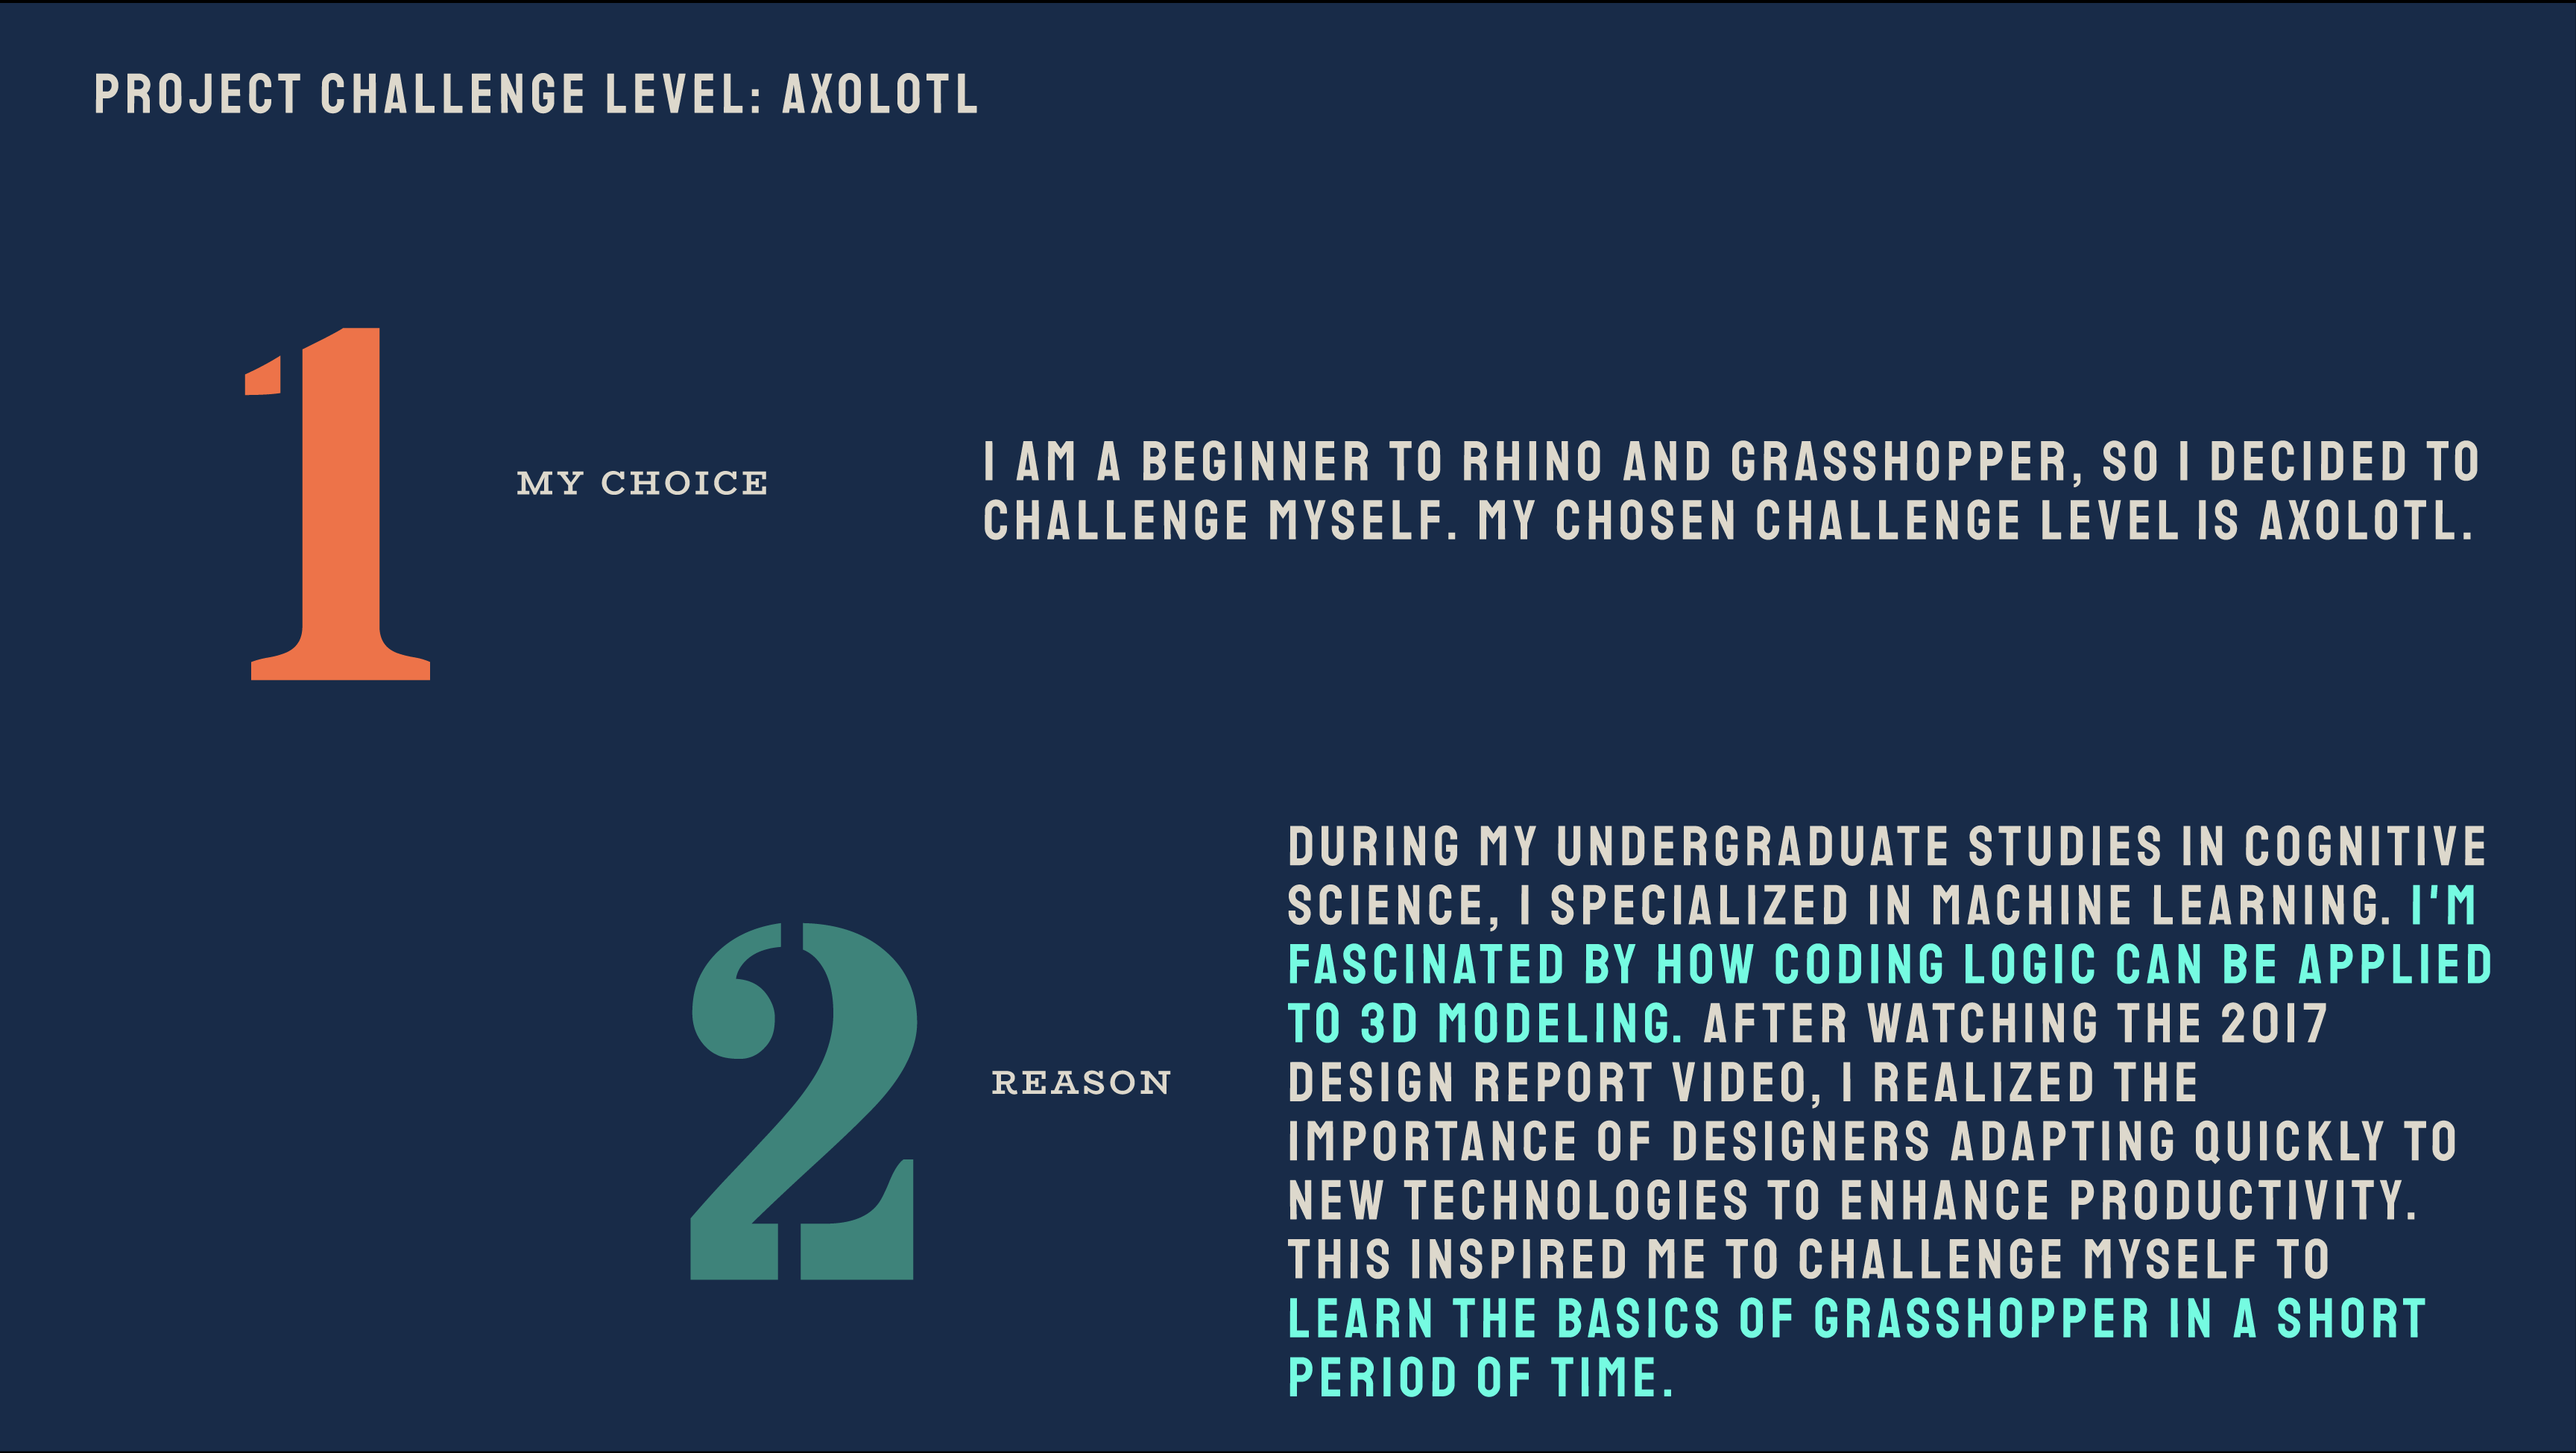 PROJECT CHALLENGE LEVEL: AXOLOTL
1
MY CHOICE
I AM A BEGINNER TO RHINO AND GRASSHOPPER, SO I DECIDED TO
CHALLENGE MYSELF. MY CHOSEN CHALLENGE LEVEL IS AXOLOTL.
2
REASON
DURING MY UNDERGRADUATE STUDIES IN COGNITIVE
SCIENCE, I SPECIALIZED IN MACHINE LEARNING. I'M
FASCINATED BY HOW CODING LOGIC CAN BE APPLIED
TO 3D MODELING. AFTER WATCHING THE 2017
DESIGN REPORT VIDEO, I REALIZED THE
IMPORTANCE OF DESIGNERS ADAPTING QUICKLY TO
NEW TECHNOLOGIES TO ENHANCE PRODUCTIVITY.
THIS INSPIRED ME TO CHALLENGE MYSELF TO
LEARN THE BASICS OF GRASSHOPPER IN A SHORT
PERIOD OF TIME.